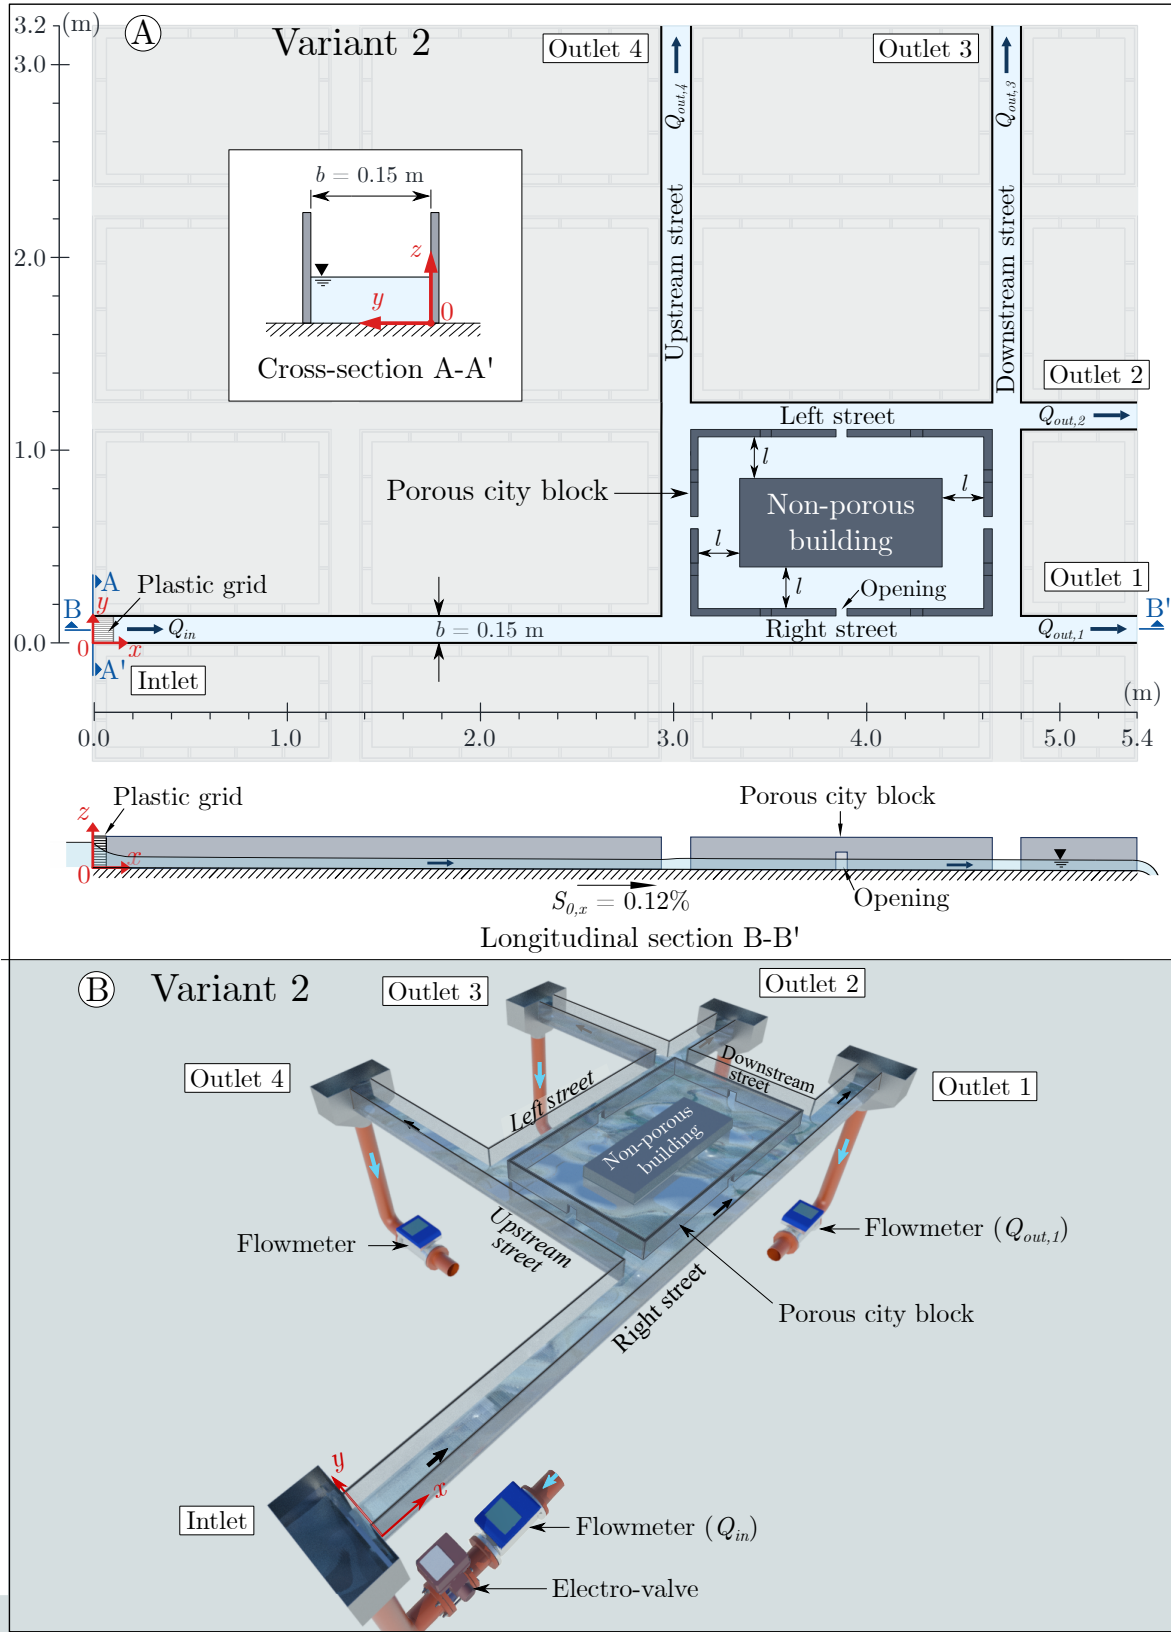 A
Variant 2
3.2 (m)
3.0
2.0
1.0
0.0
Outlet 4
Outlet 3
Q_out,4
Q_out,3
b = 0.15 m
z
y
0
Cross-section A-A'
Upstream street
Downstream street
Outlet 2
Left street
Q_out,2
l
Porous city block
Non-porous
building
l
l
l
A
Plastic grid
Opening
Outlet 1
B
y
Q_in
b = 0.15 m
Right street
Q_out,1
B'
0
x
A'
Intlet
(m)
0.0
1.0
2.0
3.0
4.0
5.0
5.4
Plastic grid
Porous city block
z
x
0
S_0,x = 0.12%
Opening
Longitudinal section B-B'
B
Variant 2
Outlet 3
Outlet 2
Outlet 4
Outlet 1
Downstream
street
Left street
Non-porous
building
Upstream
street
Flowmeter
Flowmeter (Q_out,1)
Right street
Porous city block
y
x
Intlet
Flowmeter (Q_in)
Electro-valve